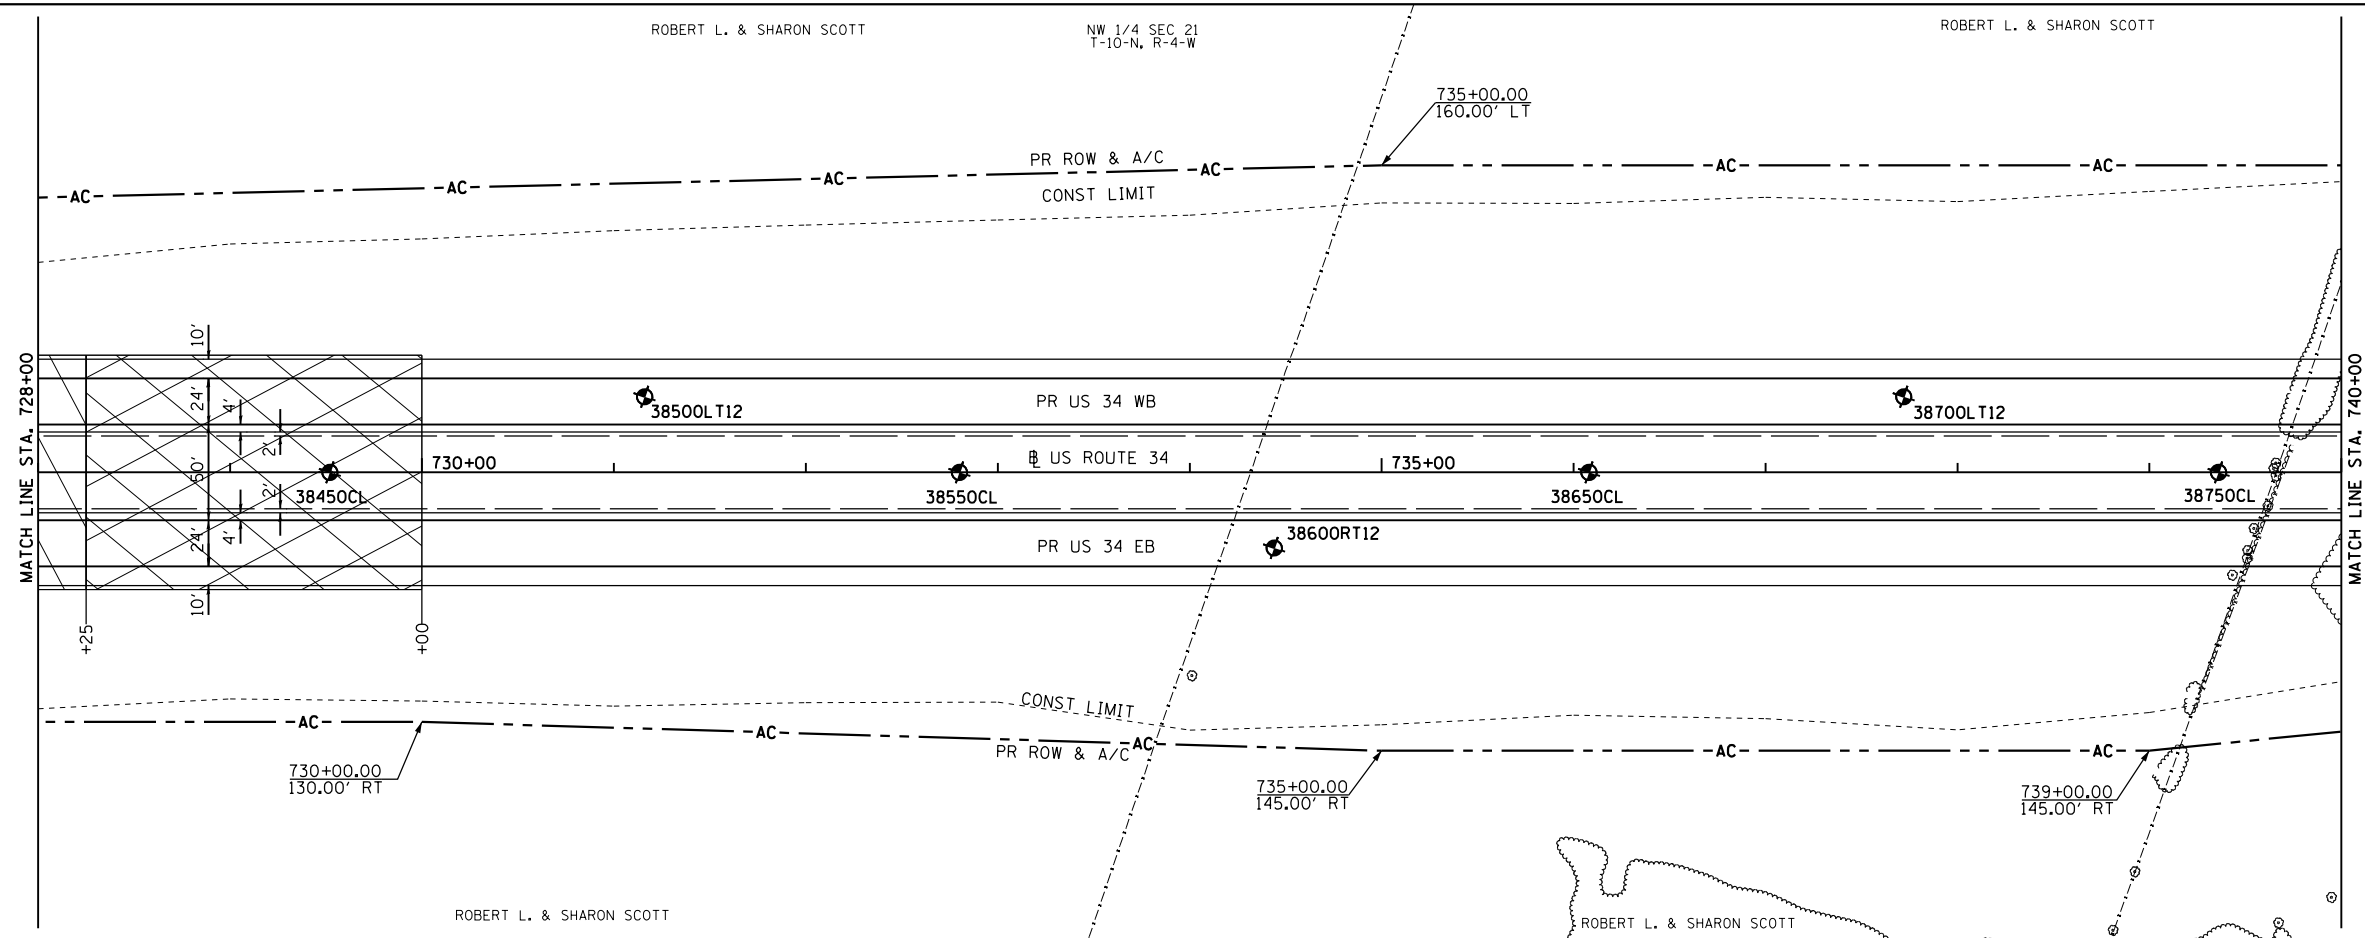 ROBERT L. & SHARON SCOTT
NW 1/4 SEC 21
T-10-N, R-4-W
ROBERT L. & SHARON SCOTT
735+00.00
160.00' LT
PR ROW & A/C
AC
AC
AC
AC
AC
AC
CONST LIMIT
MATCH LINE STA. 728+00
10'
24'
4'
2'
50'
2'
24'
4'
10'
+25
+00
38500LT12
PR US 34 WB
38700LT12
730+00
℄ US ROUTE 34
735+00
38450CL
38550CL
38650CL
38750CL
38600RT12
PR US 34 EB
MATCH LINE STA. 740+00
CONST LIMIT
AC
AC
AC
AC
AC
PR ROW & A/C
730+00.00
130.00' RT
735+00.00
145.00' RT
739+00.00
145.00' RT
ROBERT L. & SHARON SCOTT
ROBERT L. & SHARON SCOTT